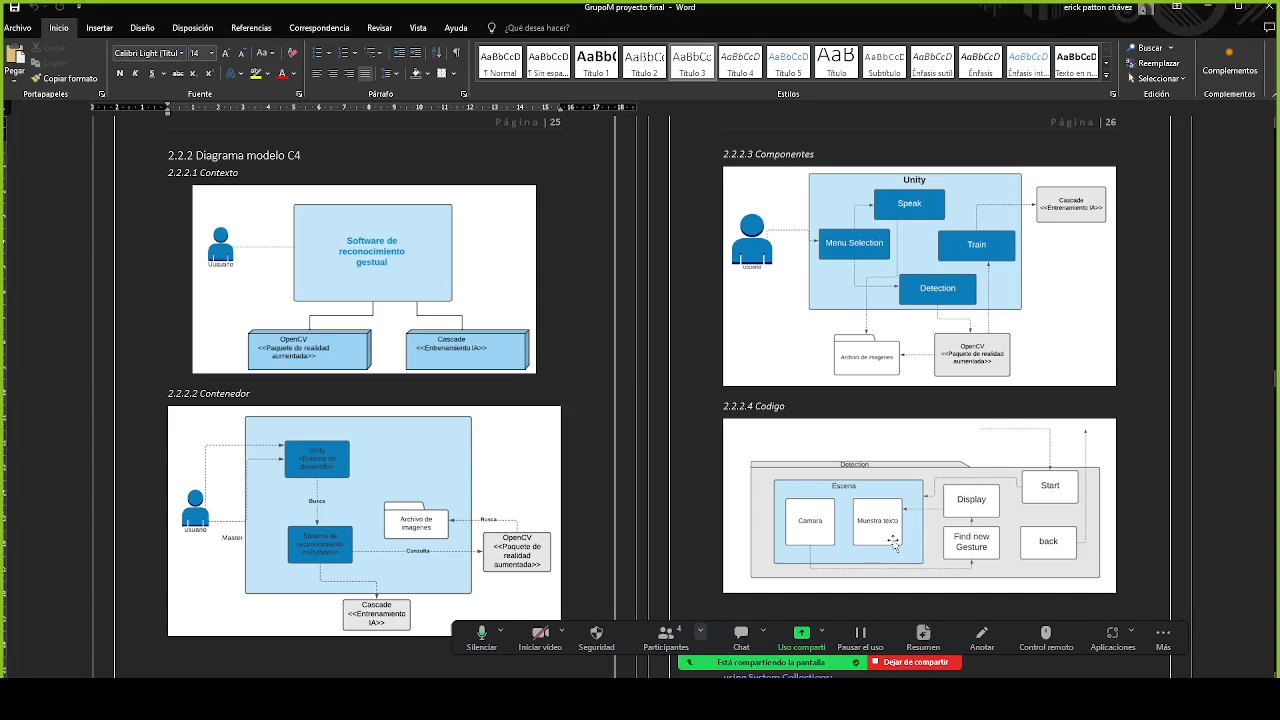 GrupoM proyecto final - Word
erick patton chávez
Archivo Inicio Insertar Diseño Disposición Referencias Correspondencia Revisar Vista Ayuda ¿Qué desea hacer?
Pegar
Cortar
Copiar
Copiar formato
Portapapeles
Calibri Light (Títul 14
Fuente
Párrafo
AaBbCcD AaBbCcD AaBbC AaBbCcD AaBbCcD AaBbCcD AaBbCcD AaB AaBbCcD AaBbCcD AaBbCcD AaBbCcD AaBbCcD
¶ Normal ¶ Sin espa... Título 1 Título 2 Título 3 Título 4 Título 5 Título Subtítulo Énfasis sutil Énfasis Énfasis int... Texto en n...
Estilos
Buscar
Reemplazar
Seleccionar
Edición
Complementos
Complementos
Página | 25
2.2.2 Diagrama modelo C4
2.2.2.1 Contexto
Software de
reconocimiento
gestual
Uusuario
OpenCV
<<Paquete de realidad
aumentada>>
Cascade
<<Entrenamiento IA>>
2.2.2.2 Contenedor
Unity
<Entorno de
desarrollo>
Busca
usuario
Master
Sistema de
reconocimiento
<<Python>>
Archivo de
imagenes
Busca
Consulta
OpenCV
<<Paquete de
realidad
aumentada>>
Cascade
<<Entrenamiento
IA>>
Página | 26
2.2.2.3 Componentes
Unity
Speak
Menu Selection
Train
Detection
usuario
Cascade
<<Entrenamiento IA>>
Archivo de imagenes
OpenCV
<<Paquete de realidad
aumentada>>
2.2.2.4 Codigo
Detection
Escena
Camara
Muestra texto
Display
Find new
Gesture
Start
back
Silenciar Iniciar vídeo Seguridad Participantes 4 Chat Uso comparti Pausar el uso Resumen Anotar Control remoto Aplicaciones Más
Está compartiendo la pantalla Dejar de compartir
using System.Collections;